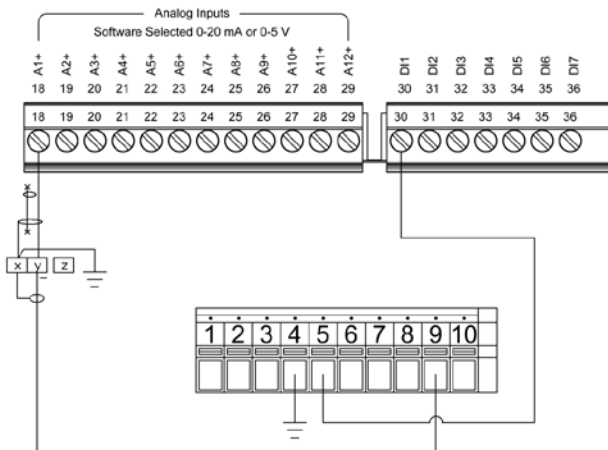 Analog Inputs
Software Selected 0-20 mA or 0-5 V
A1+ A2+ A3+ A4+ A5+ A6+ A7+ A8+ A9+ A10+ A11+ A12+ DI1 DI2 DI3 DI4 DI5 DI6 DI7
18 19 20 21 22 23 24 25 26 27 28 29 30 31 32 33 34 35 36
18 19 20 21 22 23 24 25 26 27 28 29 30 31 32 33 34 35 36
x y z
1 2 3 4 5 6 7 8 9 10